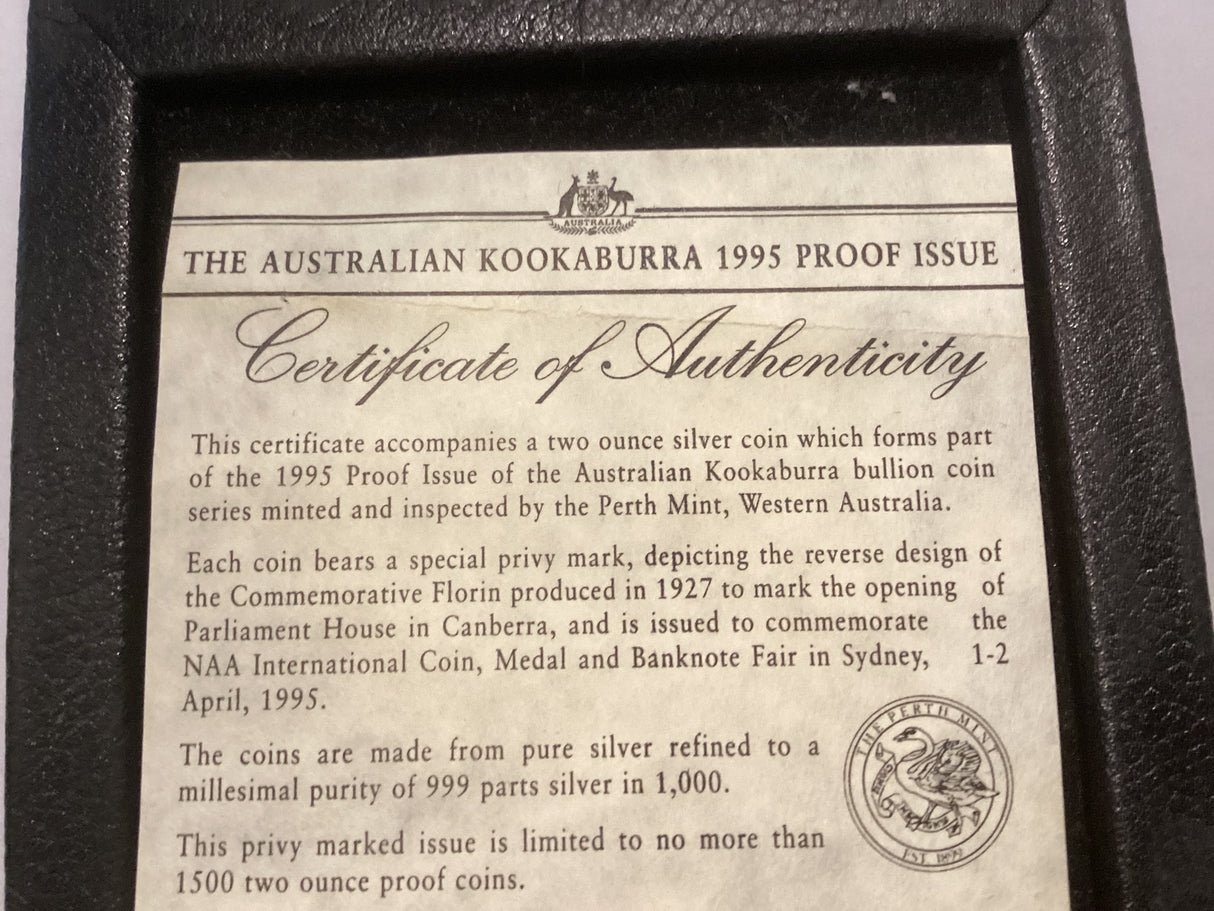 AUSTRALIA
THE AUSTRALIAN KOOKABURRA 1995 PROOF ISSUE
Certificate of Authenticity
This certificate accompanies a two ounce silver coin which forms part
of the 1995 Proof Issue of the Australian Kookaburra bullion coin
series minted and inspected by the Perth Mint, Western Australia.
Each coin bears a special privy mark, depicting the reverse design of
the Commemorative Florin produced in 1927 to mark the opening of
Parliament House in Canberra, and is issued to commemorate the
NAA International Coin, Medal and Banknote Fair in Sydney, 1-2
April, 1995.
The coins are made from pure silver refined to a
millesimal purity of 999 parts silver in 1,000.
This privy marked issue is limited to no more than
1500 two ounce proof coins.
THE PERTH MINT
EST. 1899